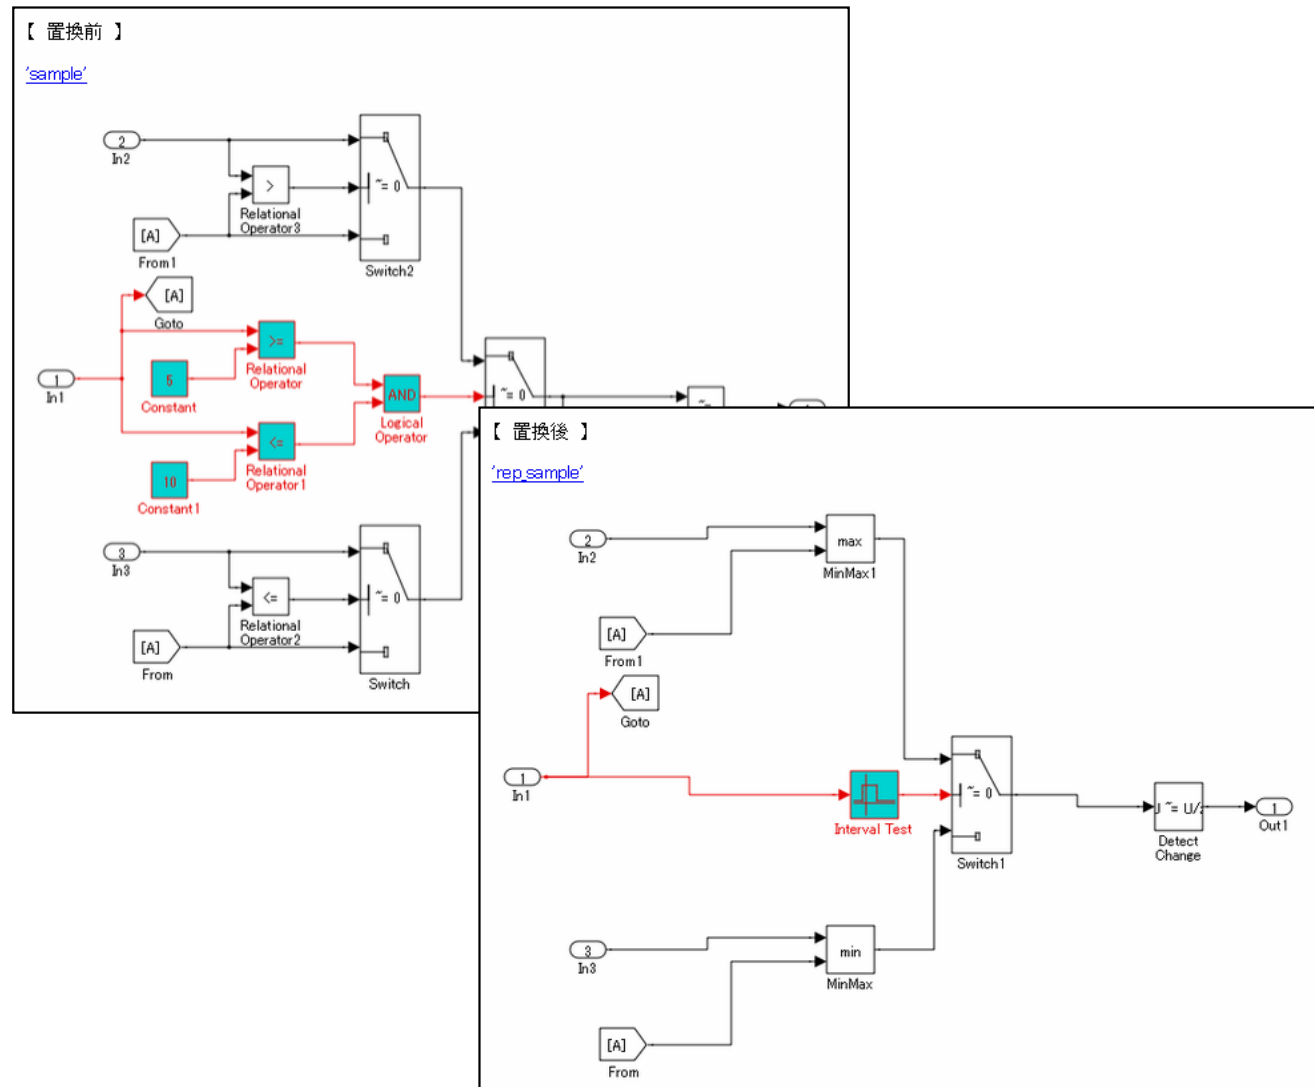 【 置換前 】
'sample'
2
In2
>
Relational
Operator3
~= 0
[A]
From1
Switch2
[A]
Goto
>=
Relational
Operator
5
Constant
1
In1
AND
Logical
Operator
~= 0
~=
<=
Relational
Operator1
10
Constant1
3
In3
<=
Relational
Operator2
~= 0
[A]
From
Switch
【 置換後 】
'rep_sample'
2
In2
max
MinMax1
[A]
From1
[A]
Goto
1
In1
Interval Test
~= 0
Switch1
U ~= U/z
Detect
Change
1
Out1
3
In3
min
MinMax
[A]
From